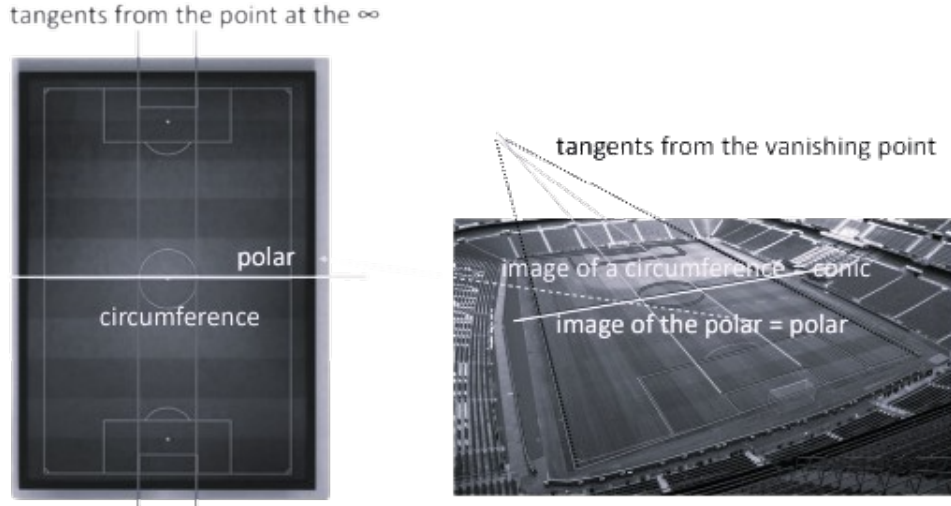 tangents from the point at the ∞
polar
circumference
tangents from the vanishing point
image of a circumference = conic
image of the polar = polar